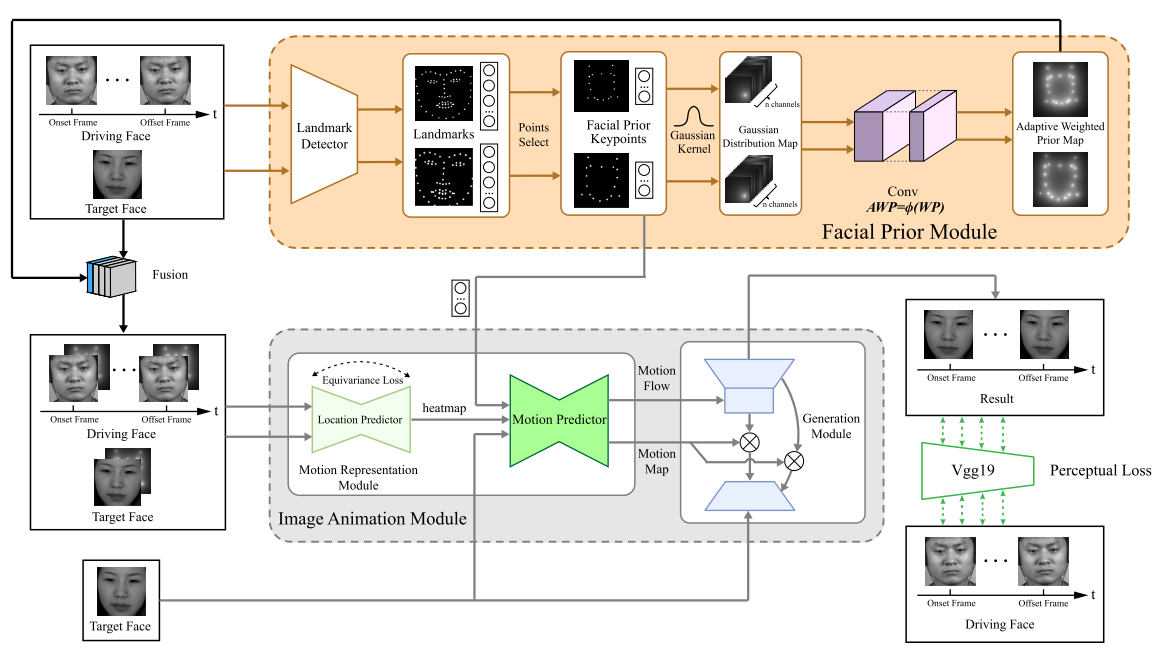 Onset Frame
Offset Frame
t
Driving Face
Target Face
Fusion
Landmark
Detector
Landmarks
Points
Select
Facial Prior
Keypoints
Gaussian
Kernel
n channels
Gaussian
Distribution Map
n channels
Conv
AWP=ϕ(WP)
Adaptive Weighted
Prior Map
Facial Prior Module
Onset Frame
Offset Frame
t
Driving Face
Target Face
Equivariance Loss
Location Predictor
heatmap
Motion Representation
Module
Motion Predictor
Motion
Flow
Motion
Map
Generation
Module
Image Animation Module
Target Face
Onset Frame
Offset Frame
t
Result
Vgg19
Perceptual Loss
Onset Frame
Offset Frame
t
Driving Face